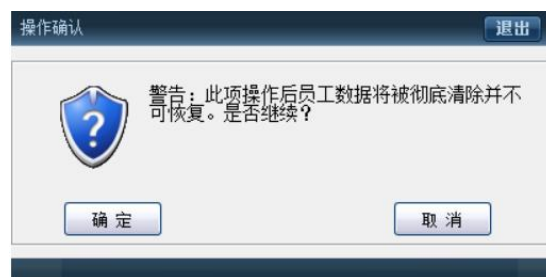 操作确认
退出
警告：此项操作后员工数据将被彻底清除并不
可恢复。是否继续？
确 定
取 消